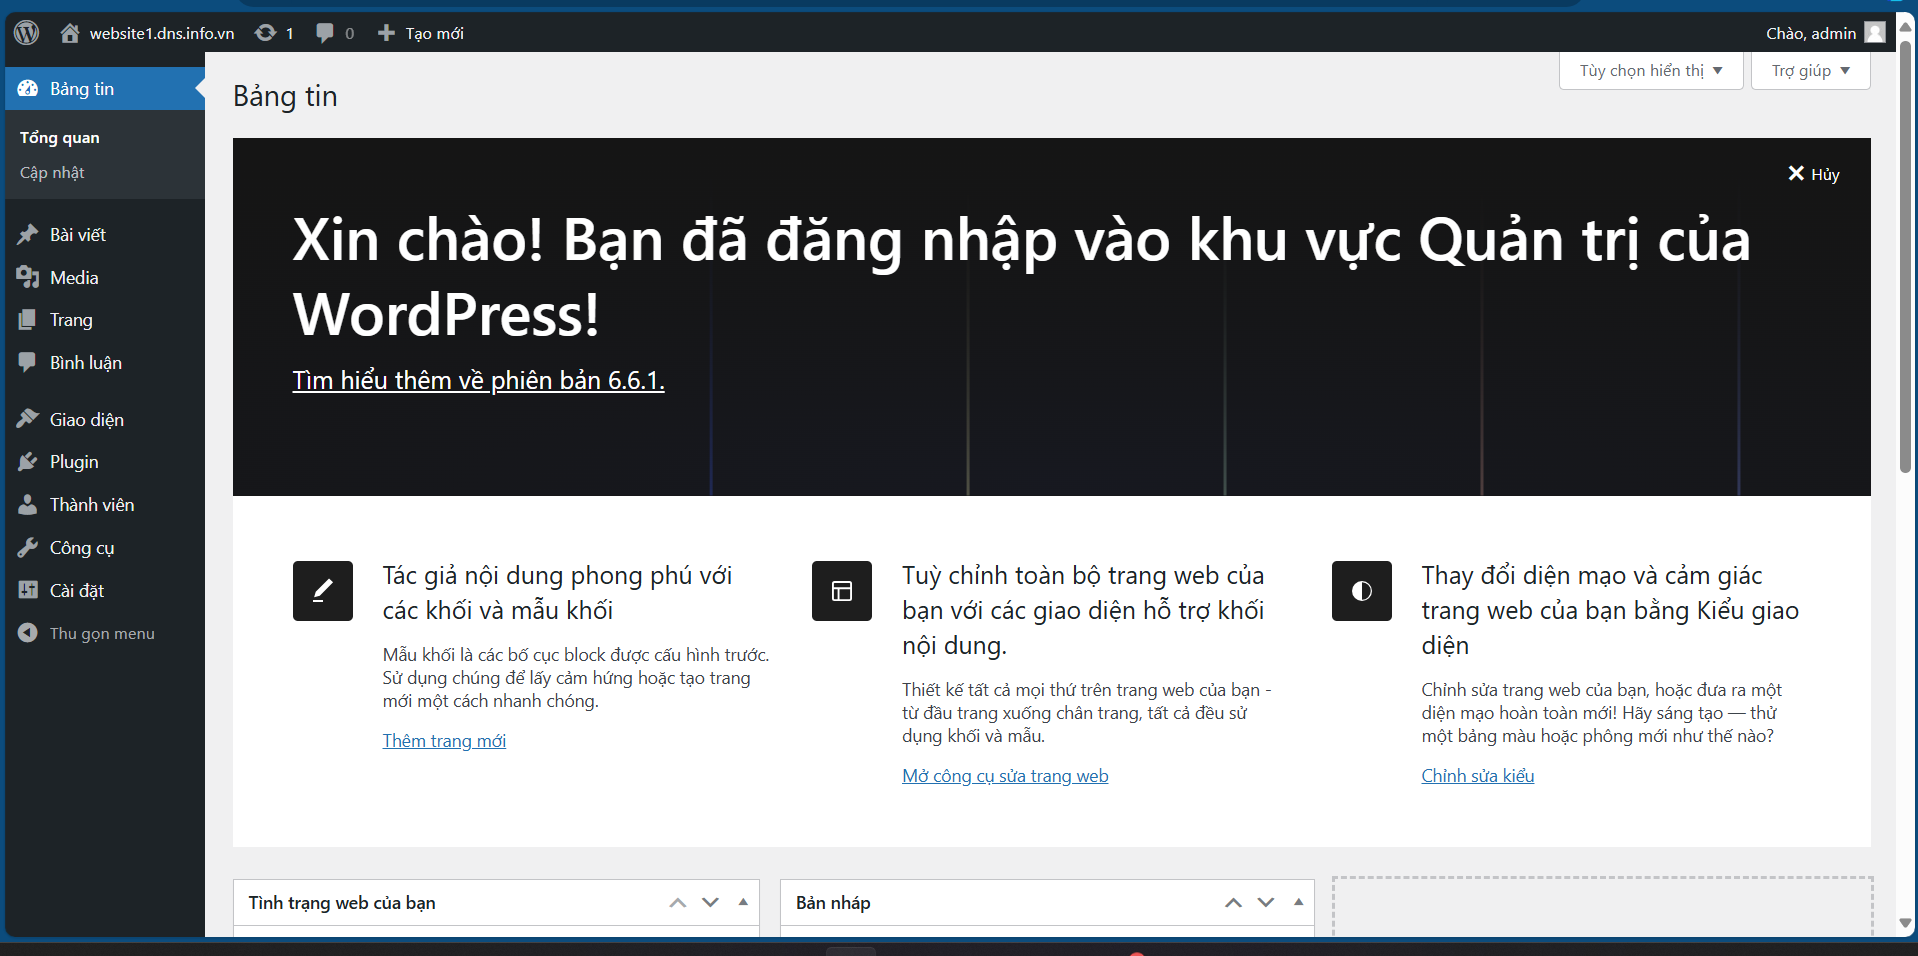 website1.dns.info.vn 1 0 Tạo mới Chào, admin
Tùy chọn hiển thị Trợ giúp
Bảng tin
Tổng quan
Cập nhật
Bài viết
Media
Trang
Bình luận
Giao diện
Plugin
Thành viên
Công cụ
Cài đặt
Thu gọn menu
Bảng tin
Hủy
Xin chào! Bạn đã đăng nhập vào khu vực Quản trị của
WordPress!
Tìm hiểu thêm về phiên bản 6.6.1.
Tác giả nội dung phong phú với
các khối và mẫu khối
Mẫu khối là các bố cục block được cấu hình trước.
Sử dụng chúng để lấy cảm hứng hoặc tạo trang
mới một cách nhanh chóng.
Thêm trang mới
Tuỳ chỉnh toàn bộ trang web của
bạn với các giao diện hỗ trợ khối
nội dung.
Thiết kế tất cả mọi thứ trên trang web của bạn -
từ đầu trang xuống chân trang, tất cả đều sử
dụng khối và mẫu.
Mở công cụ sửa trang web
Thay đổi diện mạo và cảm giác
trang web của bạn bằng Kiểu giao
diện
Chỉnh sửa trang web của bạn, hoặc đưa ra một
diện mạo hoàn toàn mới! Hãy sáng tạo — thử
một bảng màu hoặc phông mới như thế nào?
Chỉnh sửa kiểu
Tình trạng web của bạn
Bản nháp